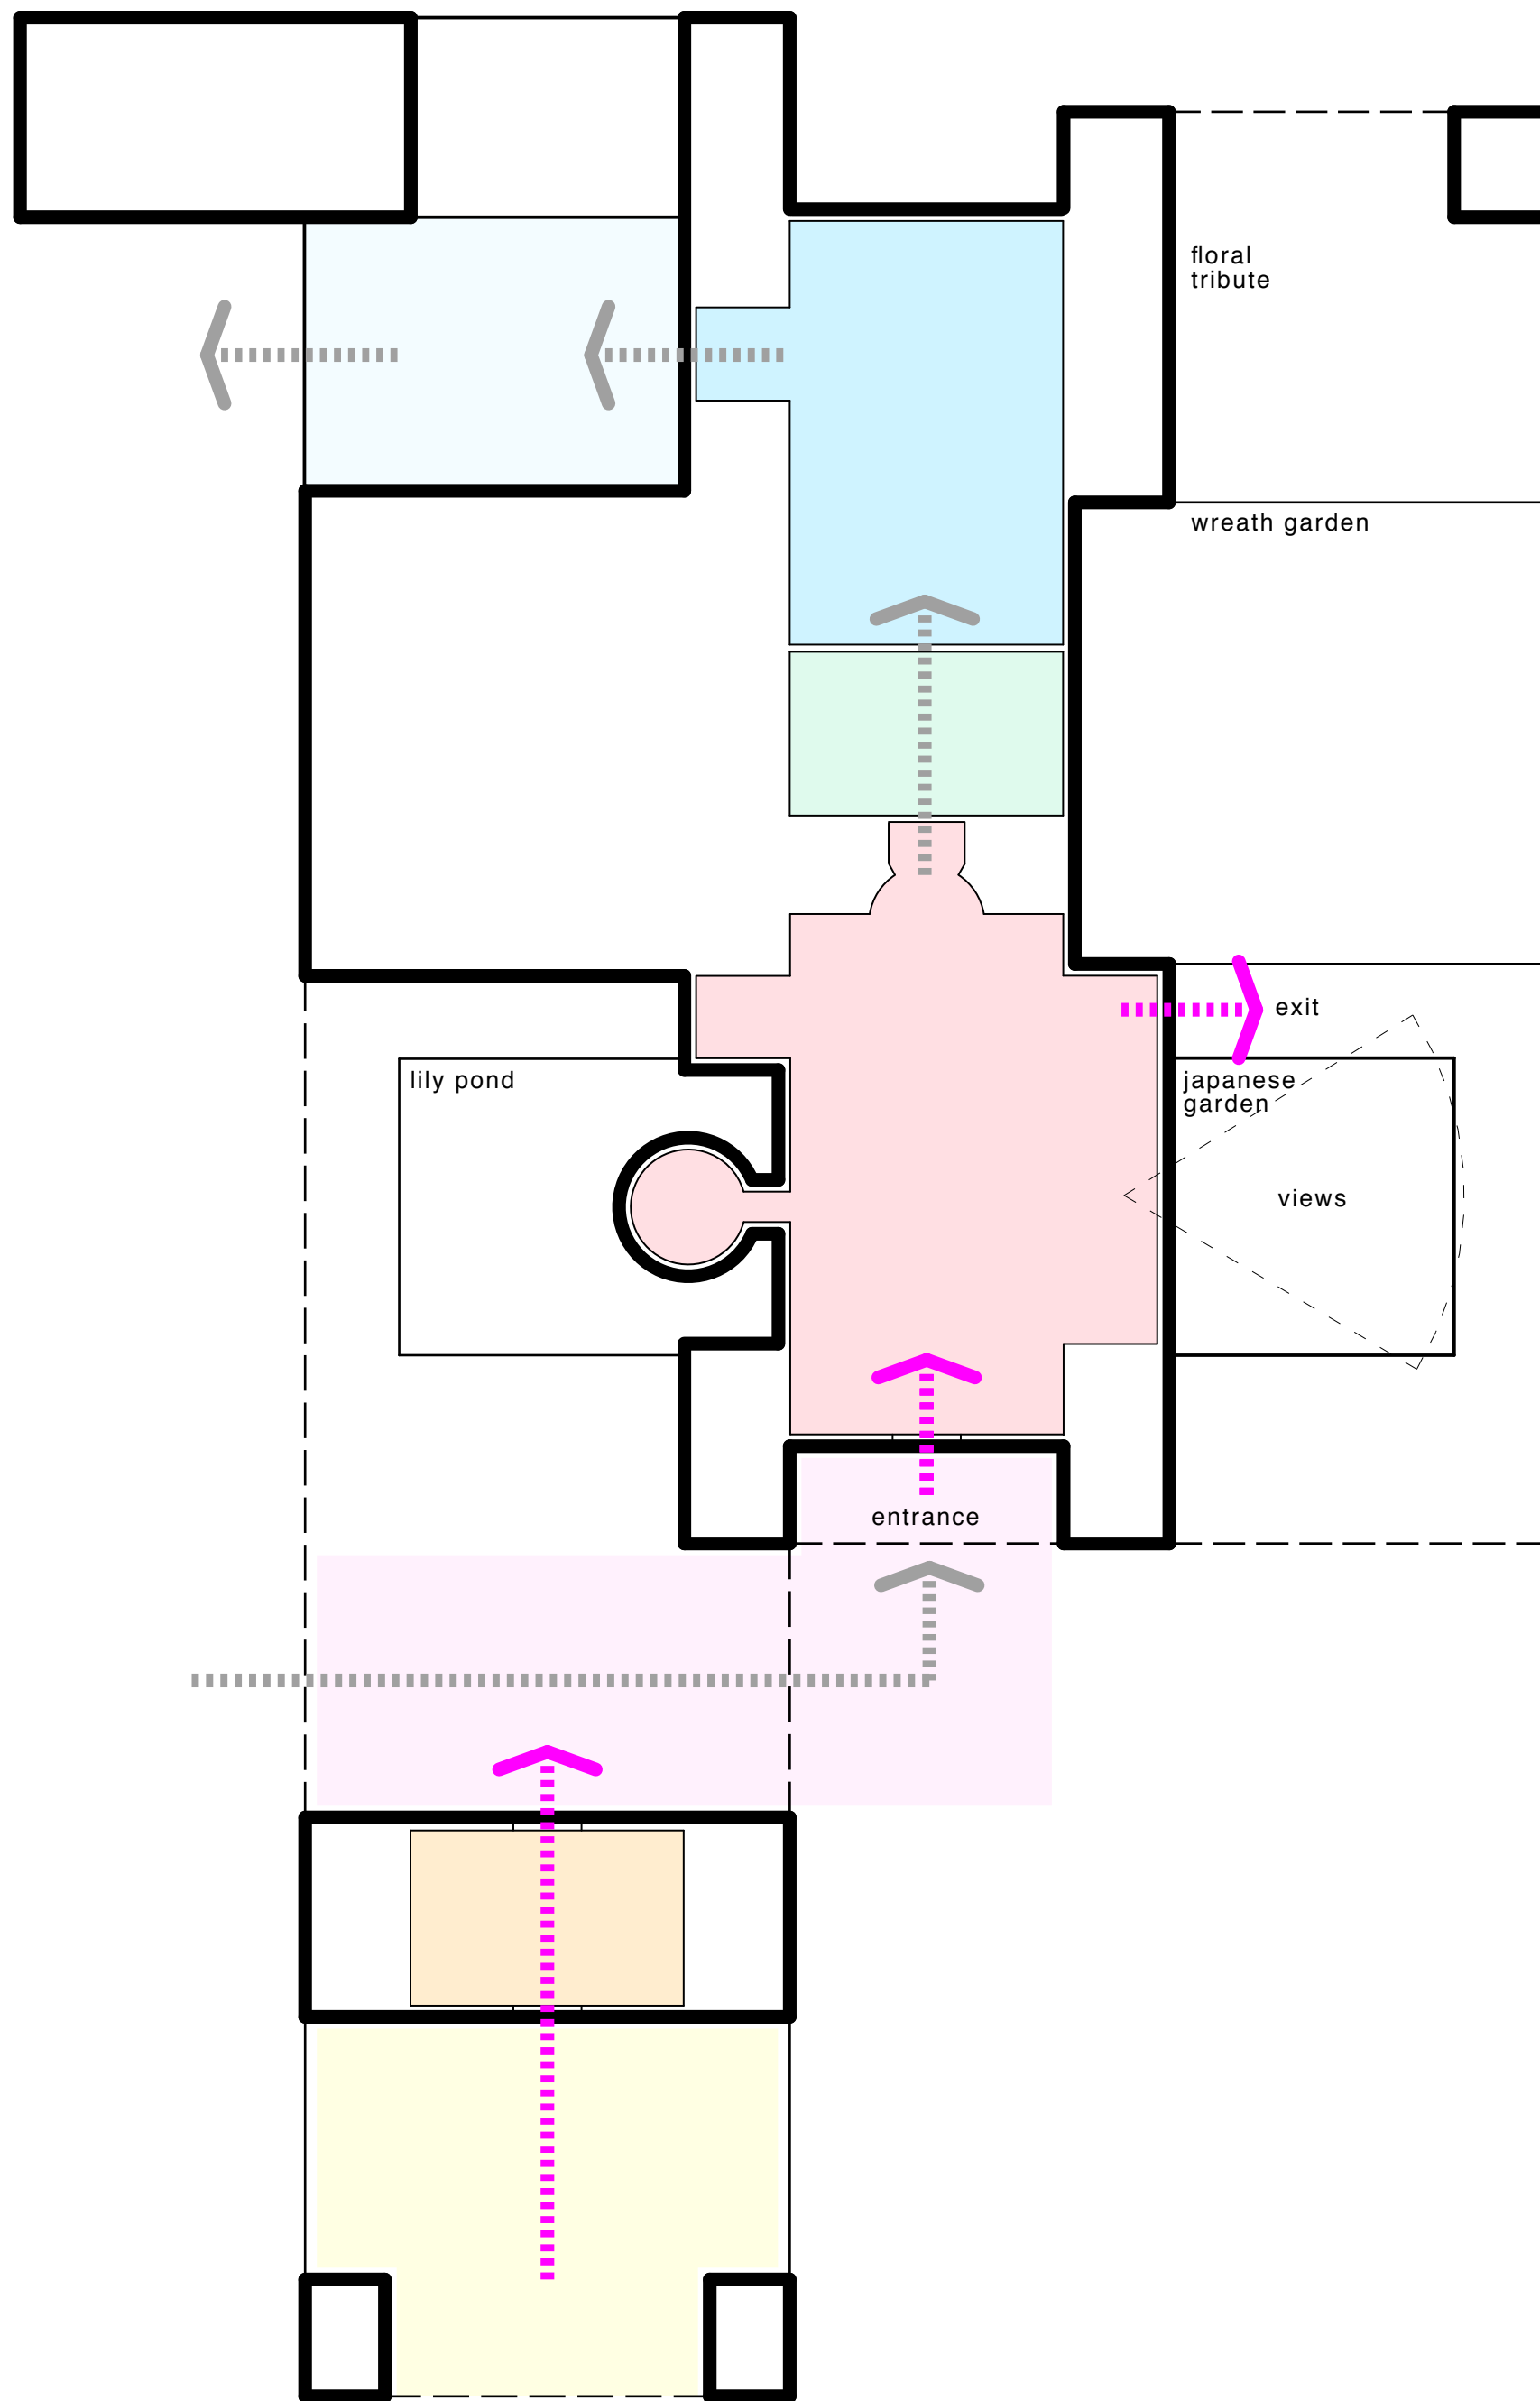 floral
tribute
wreath garden
exit
lily pond
japanese
garden
views
entrance